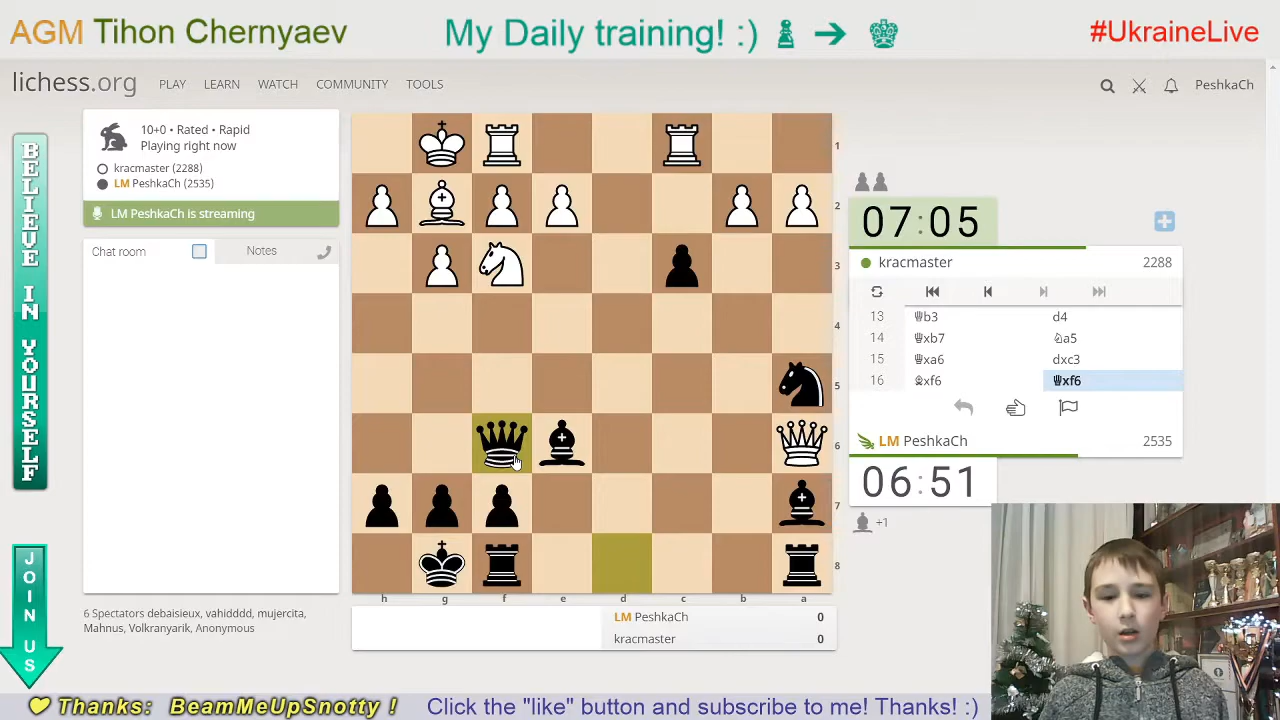 AGM Tihon Chernyaev
My Daily training! :)
#UkraineLive
lichess.org PLAY LEARN WATCH COMMUNITY TOOLS PeshkaCh
BELIEVE IN YOURSELF
JOIN US
10+0 • Rated • Rapid
Playing right now
kracmaster (2288)
LM PeshkaCh (2535)
LM PeshkaCh is streaming
Chat room Notes
6 Spectators debaisieux, vahidddd, mujercita,
Mahnus, Volkranyarik, Anonymous
1
2
3
4
5
6
7
8
h g f e d c b a
LM PeshkaCh 0
kracmaster 0
07:05
kracmaster 2288
13 ♕b3 d4
14 ♕xb7 ♘a5
15 ♕xa6 dxc3
16 ♗xf6 ♕xf6
LM PeshkaCh 2535
06:51
+1
Thanks: BeamMeUpSnotty !
Click the "like" button and subscribe to me! Thanks! :)